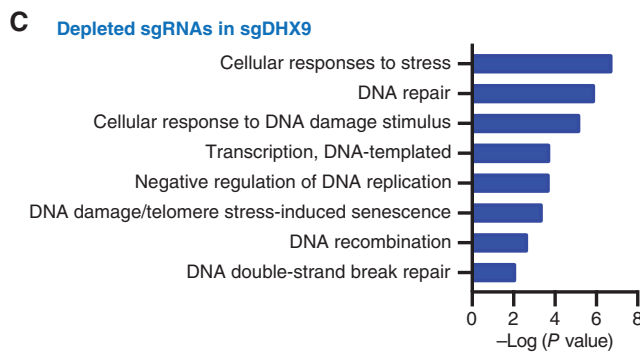 C
Depleted sgRNAs in sgDHX9
Cellular responses to stress
DNA repair
Cellular response to DNA damage stimulus
Transcription, DNA-templated
Negative regulation of DNA replication
DNA damage/telomere stress-induced senescence
DNA recombination
DNA double-strand break repair
0 2 4 6 8
–Log (P value)